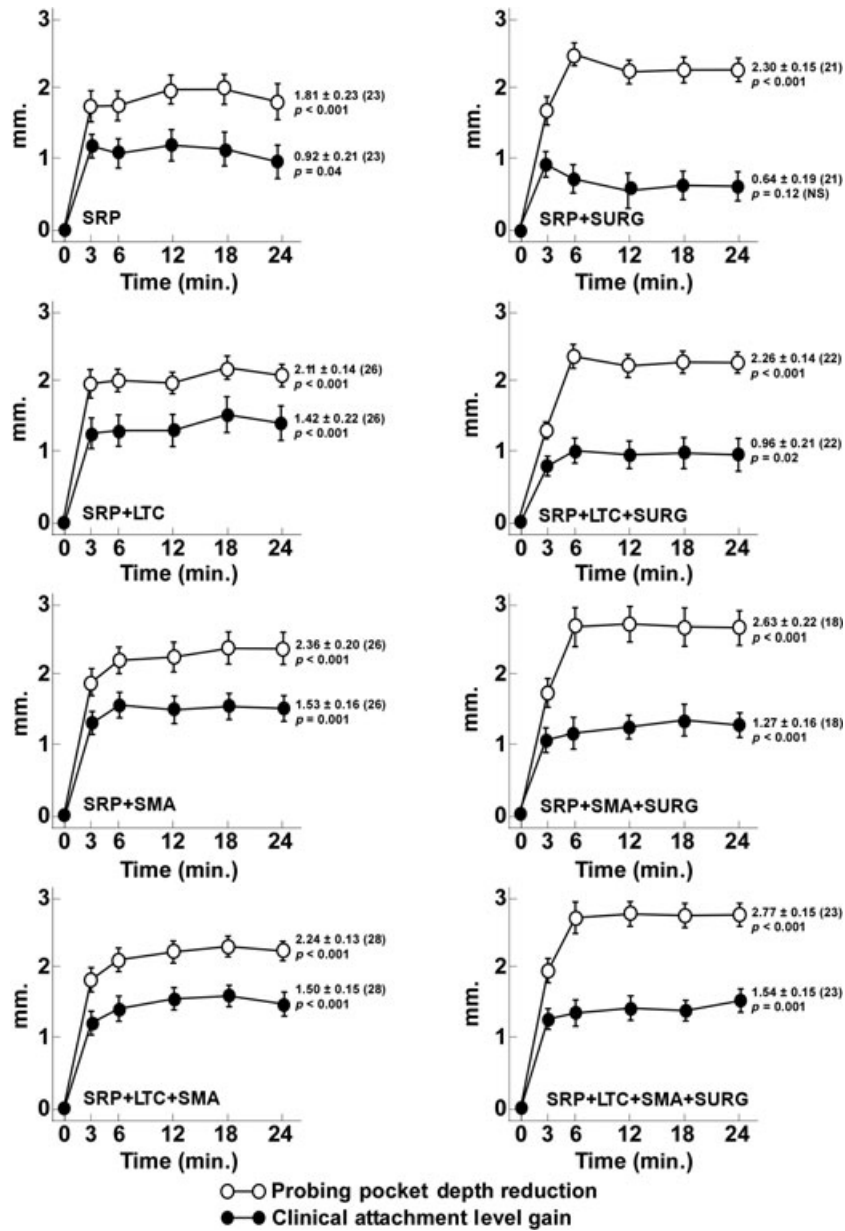 3
2
1
0
mm.
1.81 ± 0.23 (23)
p < 0.001
0.92 ± 0.21 (23)
p = 0.04
SRP
0 3 6 12 18 24
Time (min.)
3
2
1
0
mm.
2.30 ± 0.15 (21)
p < 0.001
0.64 ± 0.19 (21)
p = 0.12 (NS)
SRP+SURG
0 3 6 12 18 24
Time (min.)
3
2
1
0
mm.
2.11 ± 0.14 (26)
p < 0.001
1.42 ± 0.22 (26)
p < 0.001
SRP+LTC
0 3 6 12 18 24
Time (min.)
3
2
1
0
mm.
2.26 ± 0.14 (22)
p < 0.001
0.96 ± 0.21 (22)
p = 0.02
SRP+LTC+SURG
0 3 6 12 18 24
Time (min.)
3
2
1
0
mm.
2.36 ± 0.20 (26)
p < 0.001
1.53 ± 0.16 (26)
p = 0.001
SRP+SMA
0 3 6 12 18 24
Time (min.)
3
2
1
0
mm.
2.63 ± 0.22 (18)
p < 0.001
1.27 ± 0.16 (18)
p < 0.001
SRP+SMA+SURG
0 3 6 12 18 24
Time (min.)
3
2
1
0
mm.
2.24 ± 0.13 (28)
p < 0.001
1.50 ± 0.15 (28)
p < 0.001
SRP+LTC+SMA
0 3 6 12 18 24
Time (min.)
3
2
1
0
mm.
2.77 ± 0.15 (23)
p < 0.001
1.54 ± 0.15 (23)
p = 0.001
SRP+LTC+SMA+SURG
0 3 6 12 18 24
Time (min.)
Probing pocket depth reduction
Clinical attachment level gain